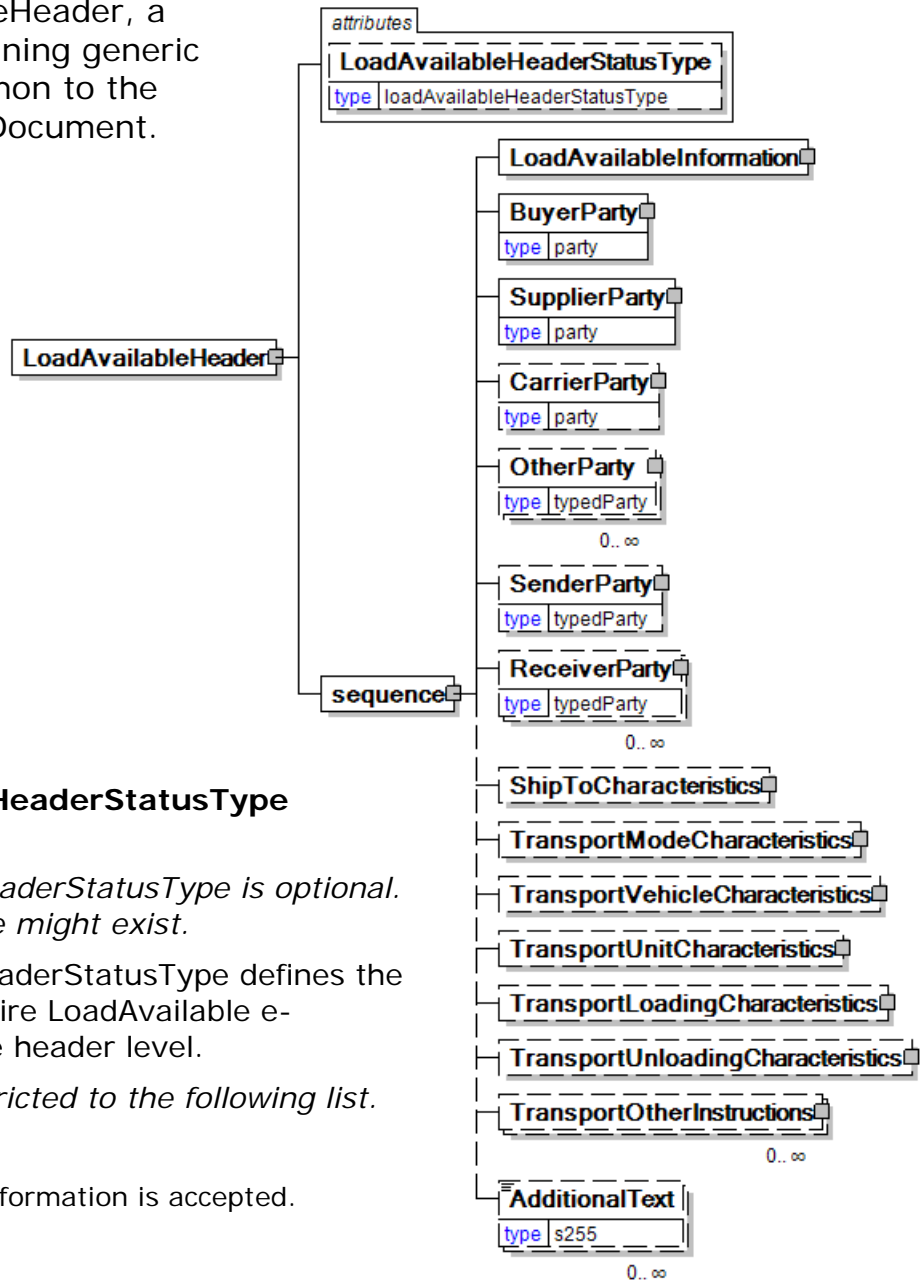 eHeader, a
ning generic
non to the
Document.
attributes
LoadAvailableHeaderStatusType
type loadAvailableHeaderStatusType
LoadAvailableInformation
BuyerParty
type party
SupplierParty
type party
LoadAvailableHeader
CarrierParty
type party
OtherParty
type typedParty
0.. ∞
SenderParty
type typedParty
sequence
ReceiverParty
type typedParty
0.. ∞
ShipToCharacteristics
TransportModeCharacteristics
TransportVehicleCharacteristics
TransportUnitCharacteristics
TransportLoadingCharacteristics
TransportUnloadingCharacteristics
TransportOtherInstructions
0.. ∞
AdditionalText
type s255
0.. ∞
HeaderStatusType
eaderStatusType is optional.
e might exist.
aderStatusType defines the
ire LoadAvailable e-
e header level.
ricted to the following list.
formation is accepted.